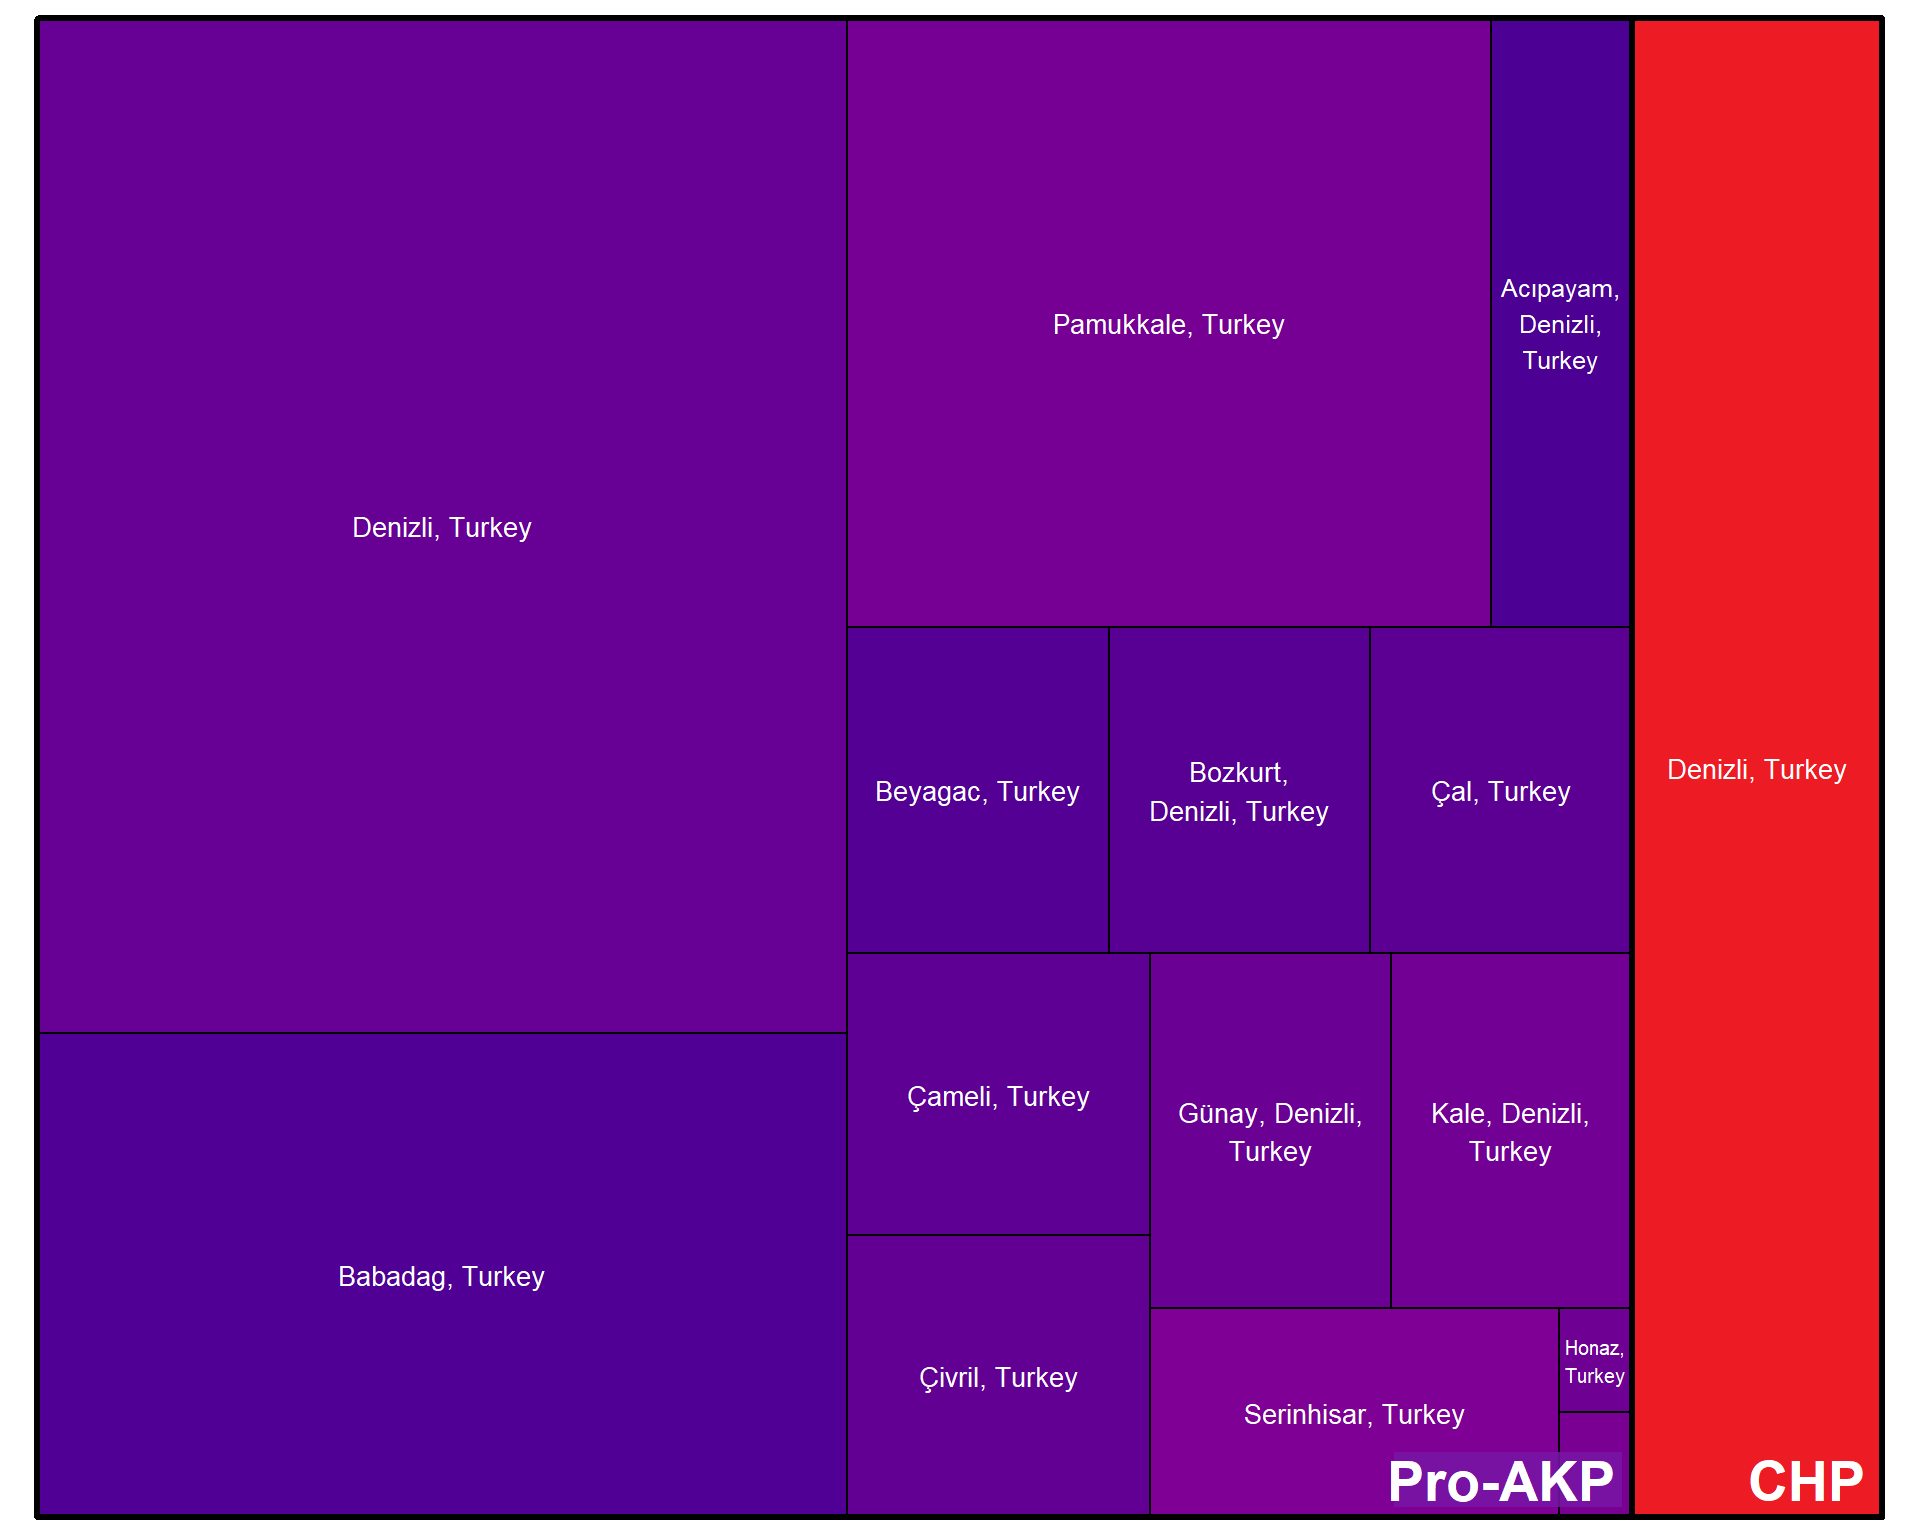 Denizli, Turkey
Babadag, Turkey
Pamukkale, Turkey
Acıpayam,
Denizli,
Turkey
Beyagac, Turkey
Bozkurt,
Denizli, Turkey
Çal, Turkey
Çameli, Turkey
Çivril, Turkey
Günay, Denizli,
Turkey
Kale, Denizli,
Turkey
Serinhisar, Turkey
Honaz,
Turkey
Pro-AKP
Denizli, Turkey
CHP